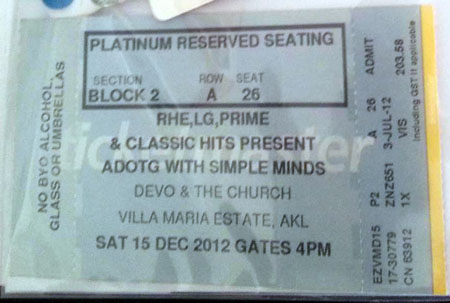 PLATINUM RESERVED SEATING
SECTION ROW SEAT
BLOCK 2 A 26
RHE,LG,PRIME
& CLASSIC HITS PRESENT
ADOTG WITH SIMPLE MINDS
DEVO & THE CHURCH
VILLA MARIA ESTATE, AKL
SAT 15 DEC 2012 GATES 4PM
NO BYO ALCOHOL,
GLASS OR UMBRELLAS
EZVMD15 P2 A 26 ADMIT
17-30779 ZNZ651 3-JUL-12
CN 63912 1X VIS 203.58
Including GST if applicable